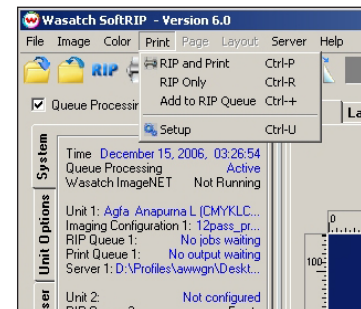 Wasatch SoftRIP - Version 6.0
File Image Color Print Page Layout Server Help
RIP
RIP and Print Ctrl-P
RIP Only Ctrl-R
Add to RIP Queue Ctrl-+
Setup Ctrl-U
Queue Processin
La
System
Unit Options
Time December 15, 2006, 03:26:54
Queue Processing Active
Wasatch ImageNET Not Running
Unit 1: Agfa Anapurna L (CMYKLC...
Imaging Configuration 1: 12pass_pr...
RIP Queue 1: No jobs waiting
Print Queue 1: No output waiting
Server 1: D:\Profiles\awwgn\Deskt...
Unit 2: Not configured
0
100